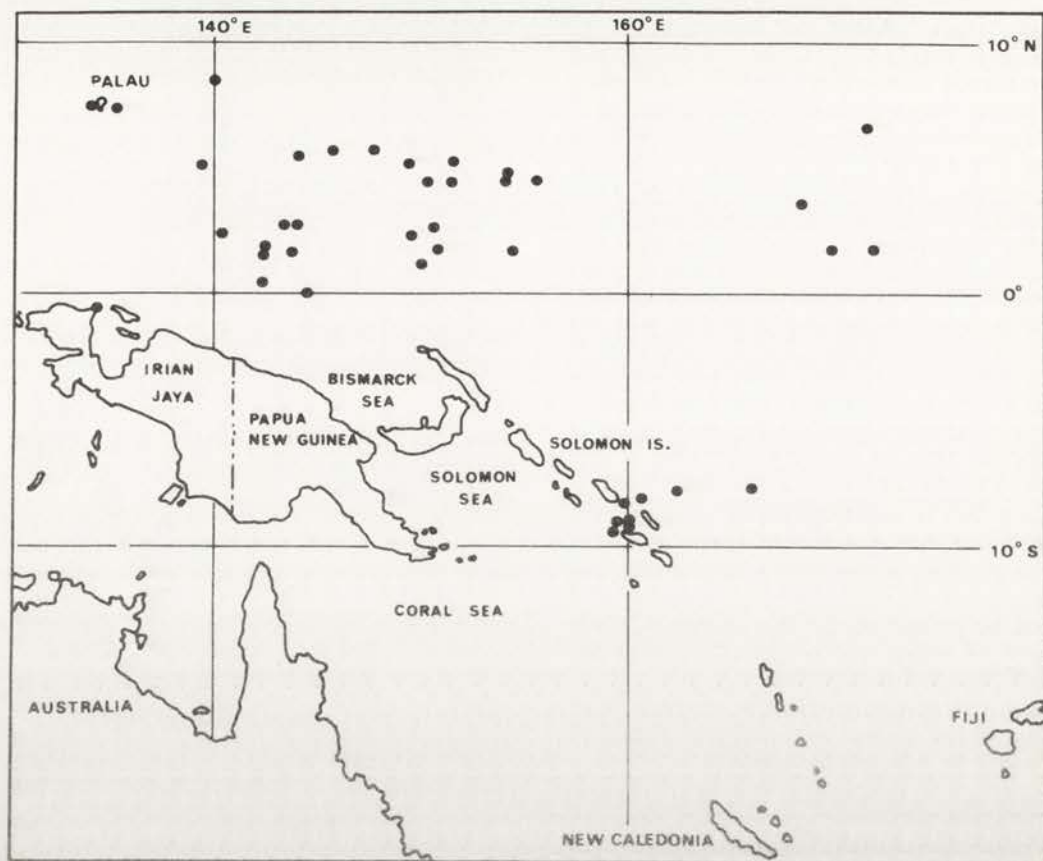 140°E
160°E
10°N
PALAU
0°
IRIAN
JAYA
BISMARCK
SEA
PAPUA
NEW GUINEA
SOLOMON IS.
SOLOMON
SEA
10°S
CORAL SEA
AUSTRALIA
FIJI
NEW CALEDONIA